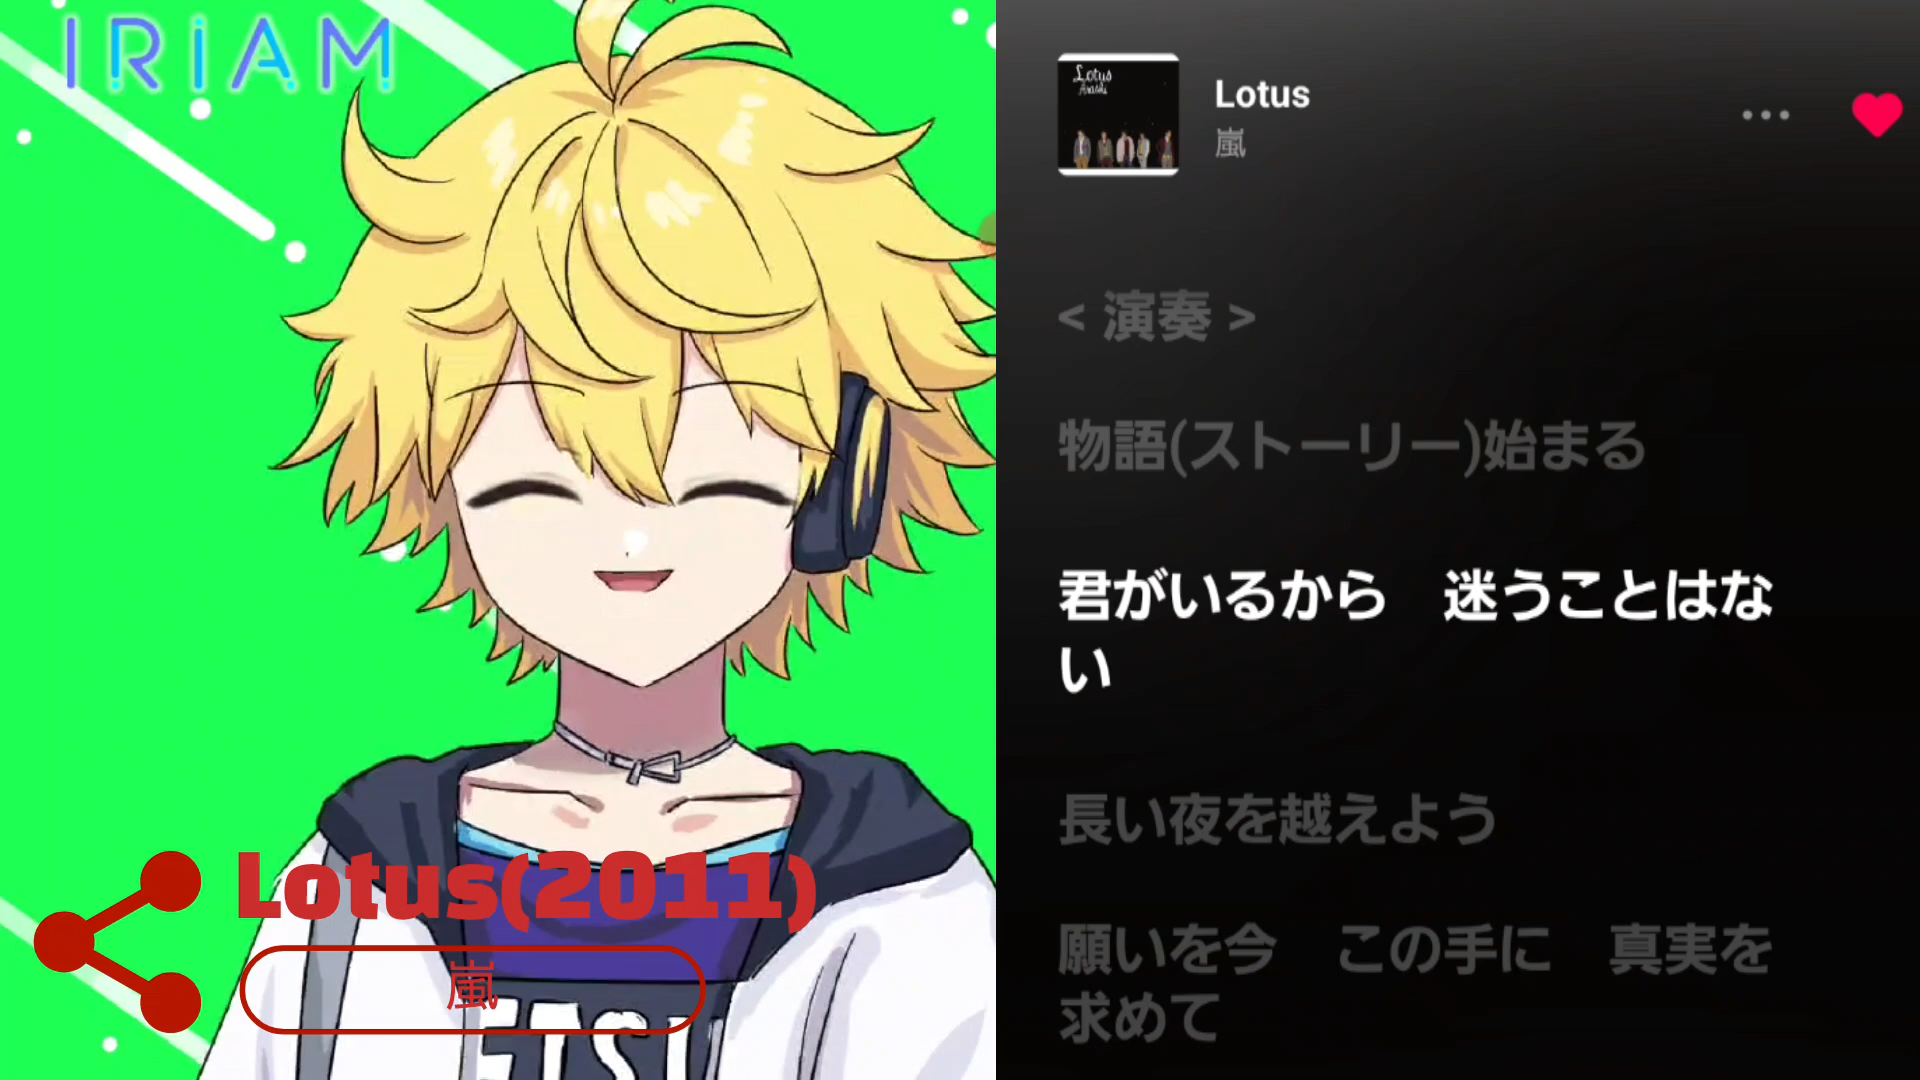 IRIAM
Lotus(2011)
嵐
Lotus
Arashi
Lotus
嵐
< 演奏 >
物語(ストーリー)始まる
君がいるから　迷うことはな
い
長い夜を越えよう
願いを今　この手に　真実を
求めて